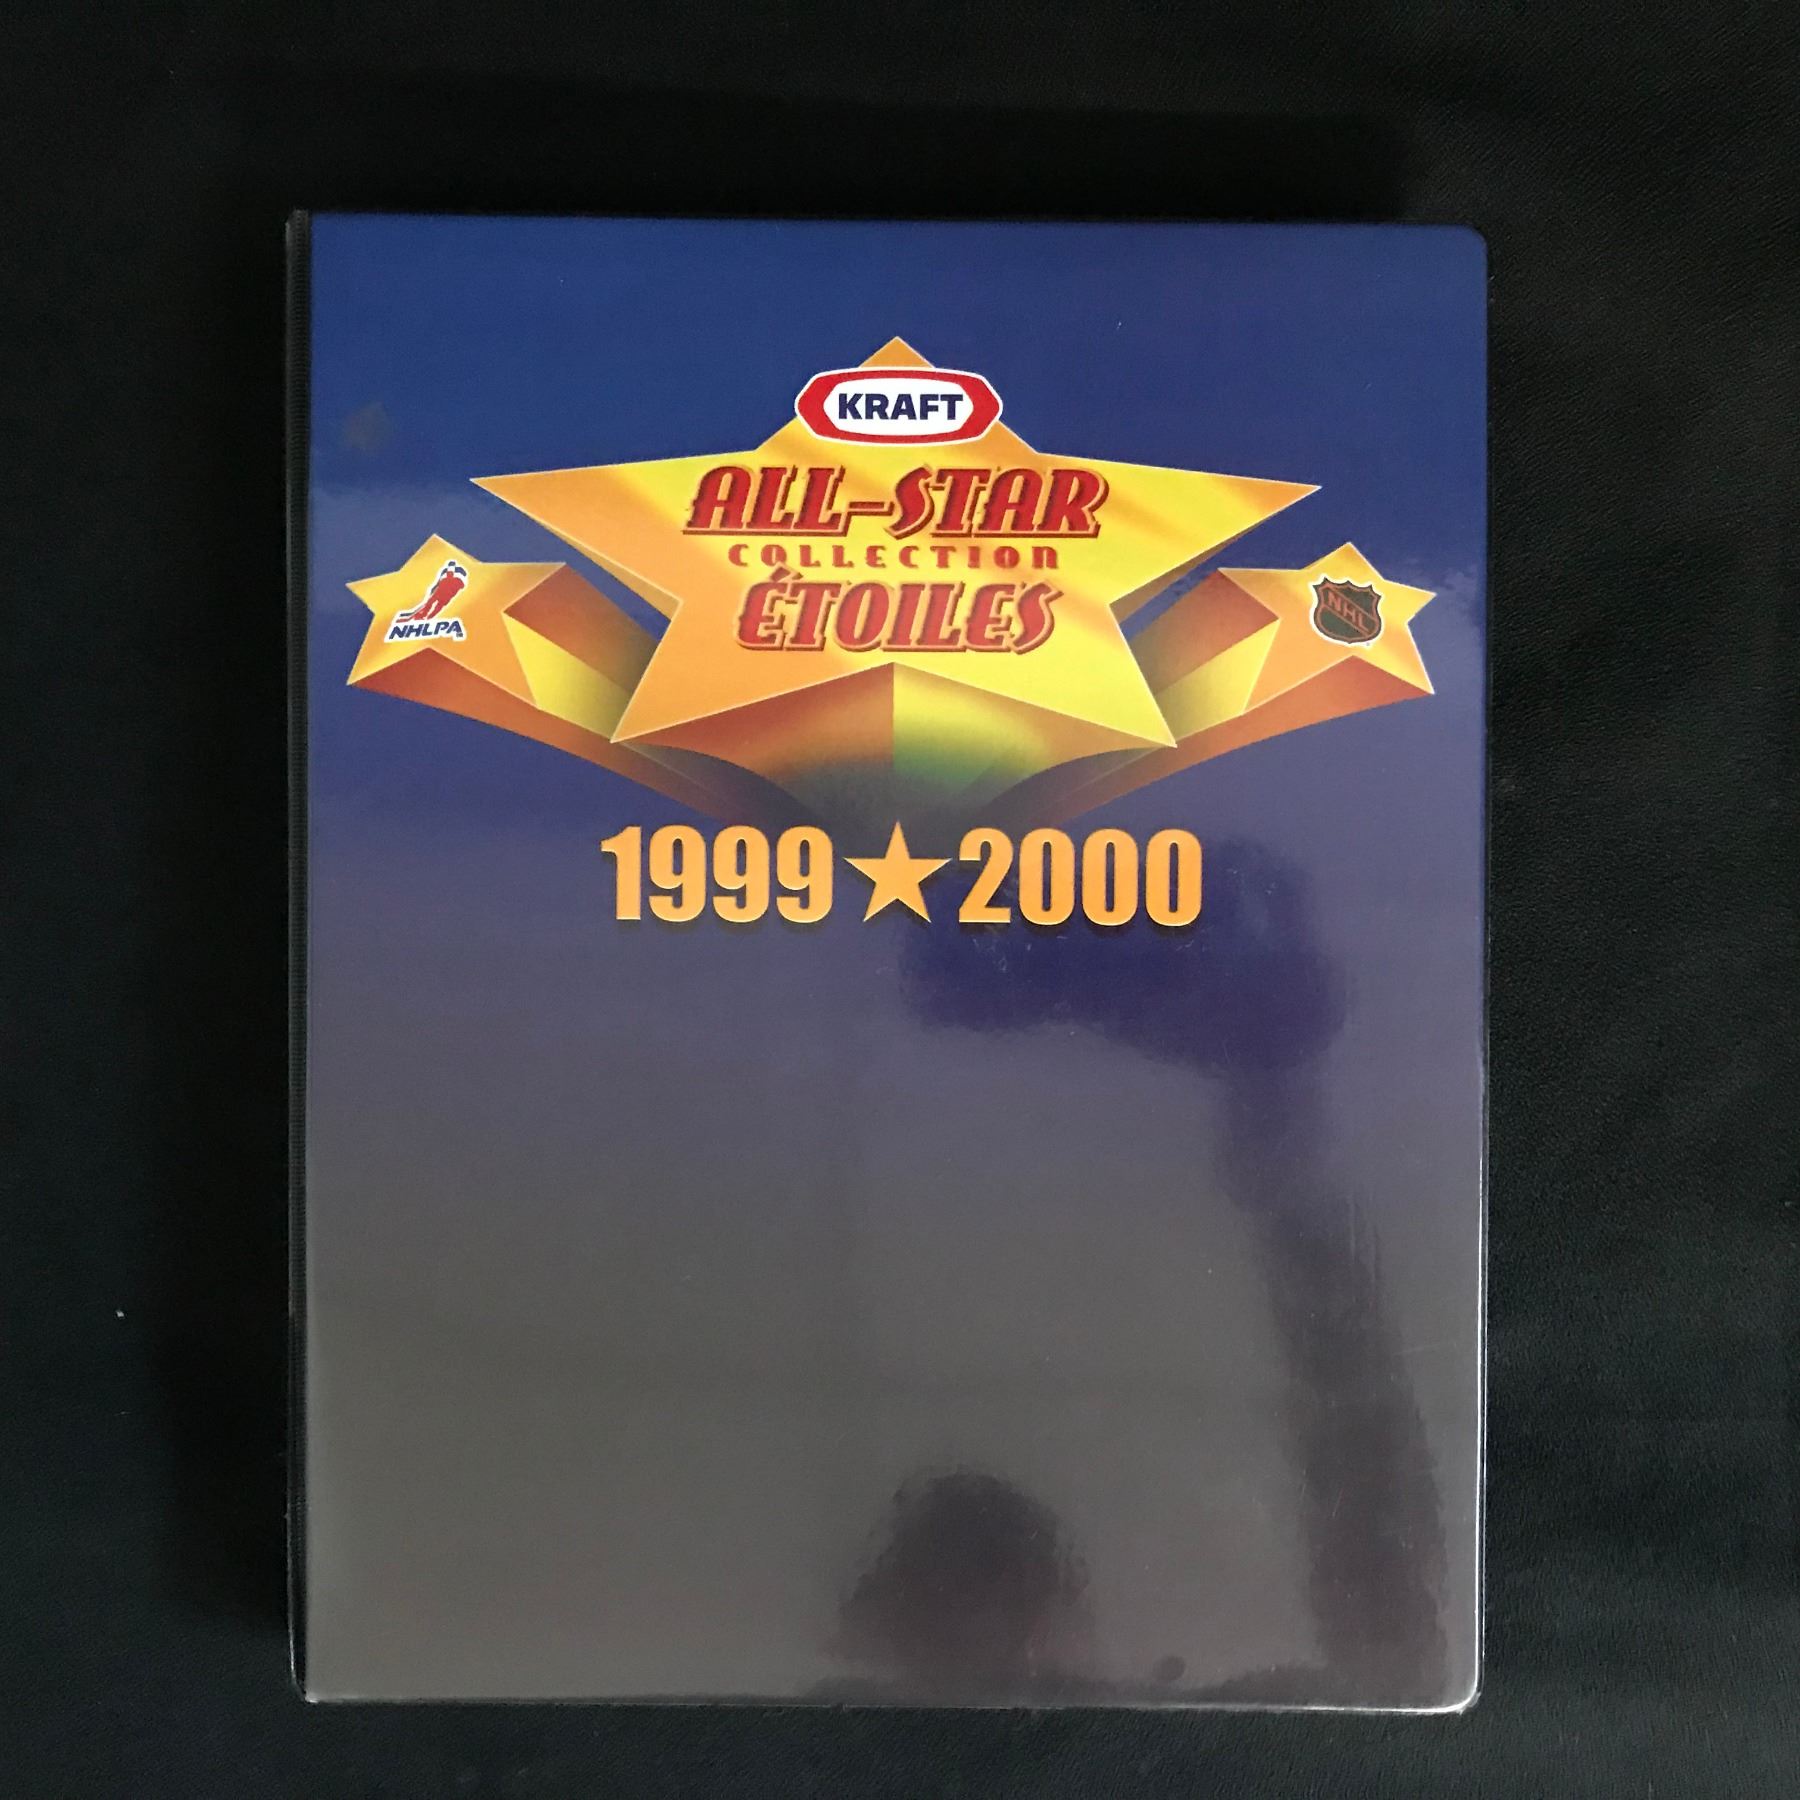 KRAFT
ALL-STAR
COLLECTION
ÉTOILES
NHLPA
NHL
1999★2000